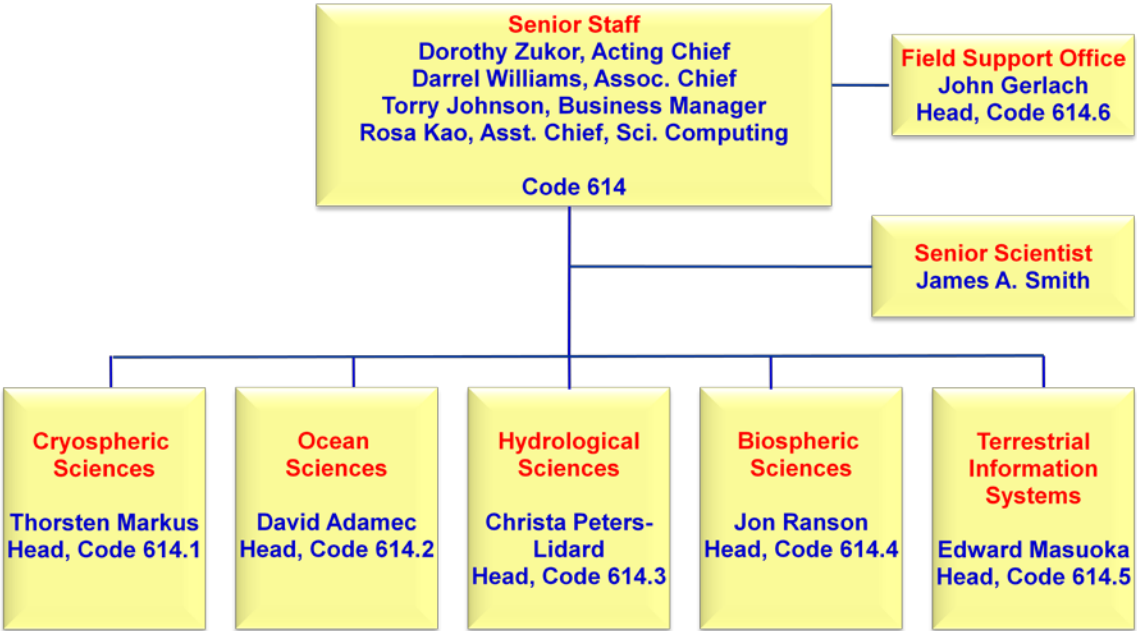 Senior Staff
Dorothy Zukor, Acting Chief
Darrel Williams, Assoc. Chief
Torry Johnson, Business Manager
Rosa Kao, Asst. Chief, Sci. Computing
Code 614
Field Support Office
John Gerlach
Head, Code 614.6
Senior Scientist
James A. Smith
Cryospheric
Sciences
Thorsten Markus
Head, Code 614.1
Ocean
Sciences
David Adamec
Head, Code 614.2
Hydrological
Sciences
Christa Peters-
Lidard
Head, Code 614.3
Biospheric
Sciences
Jon Ranson
Head, Code 614.4
Terrestrial
Information
Systems
Edward Masuoka
Head, Code 614.5